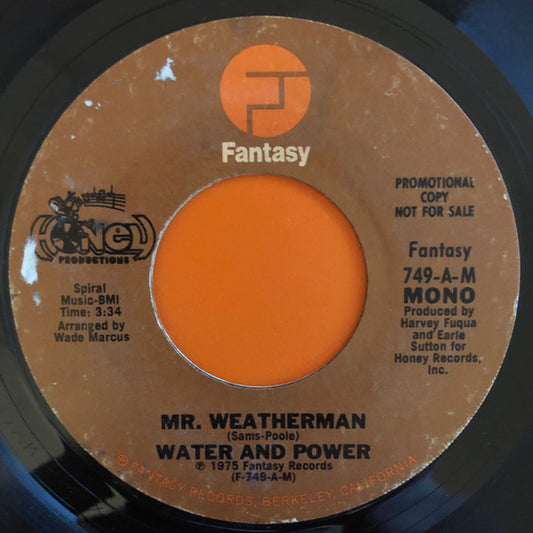 Fantasy
HONEY
PRODUCTIONS
Spiral
Music-BMI
Time: 3:34
Arranged by
Wade Marcus
PROMOTIONAL
COPY
NOT FOR SALE
Fantasy
749-A-M
MONO
Produced by
Harvey Fuqua
and Earle
Sutton for
Honey Records,
Inc.
MR. WEATHERMAN
(Sams-Poole)
WATER AND POWER
℗ 1975 Fantasy Records
(F-749-A-M)
℗ FANTASY RECORDS, BERKELEY, CALIFORNIA